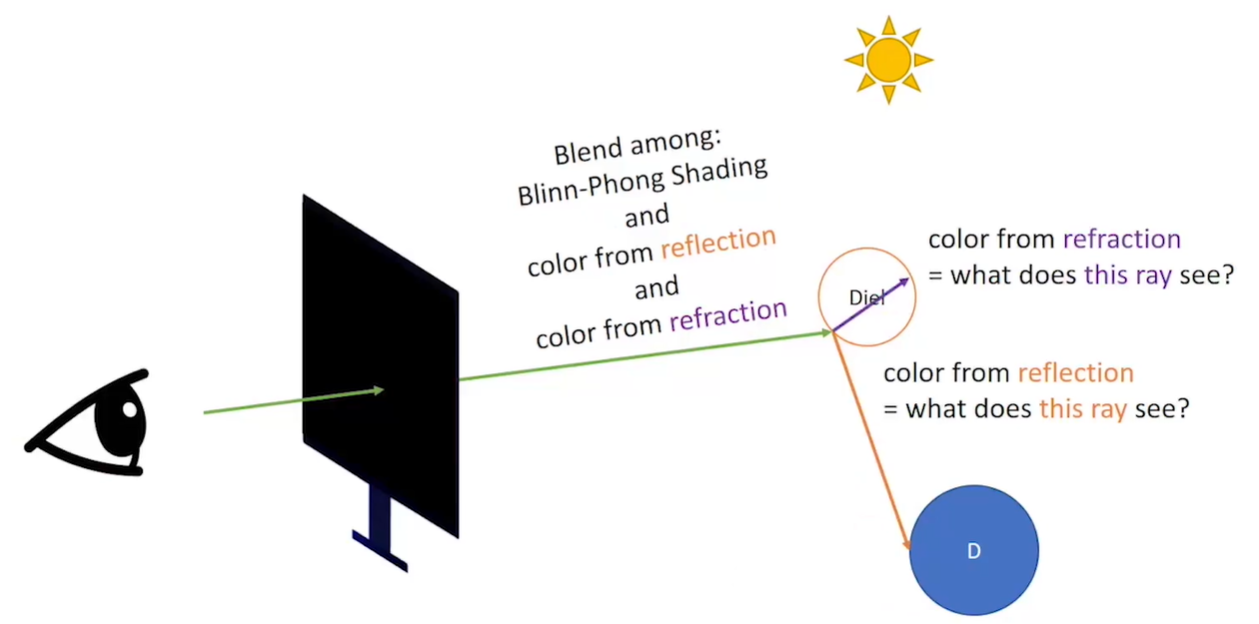 Blend among:
Blinn-Phong Shading
and
color from reflection
and
color from refraction
Diel
color from refraction
= what does this ray see?
color from reflection
= what does this ray see?
D